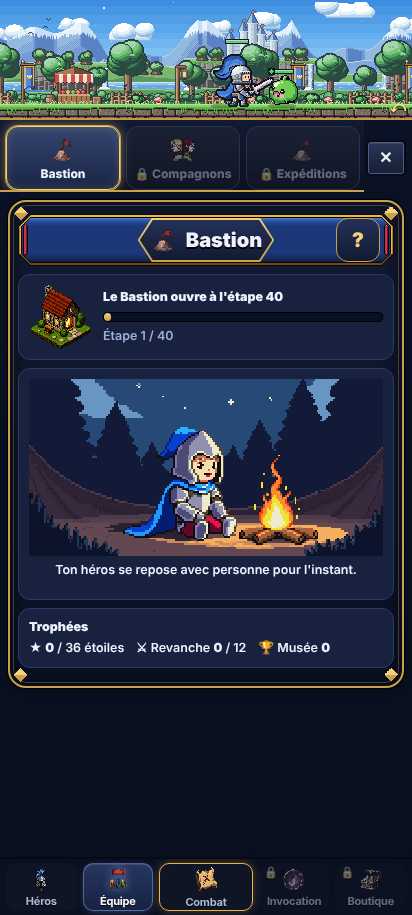 Bastion
Compagnons
Expéditions
×
Bastion
?
Le Bastion ouvre à l'étape 40
Étape 1 / 40
Ton héros se repose avec personne pour l'instant.
Trophées
★ 0 / 36 étoiles ⚔ Revanche 0 / 12 🏆 Musée 0
Héros
Équipe
Combat
Invocation
Boutique